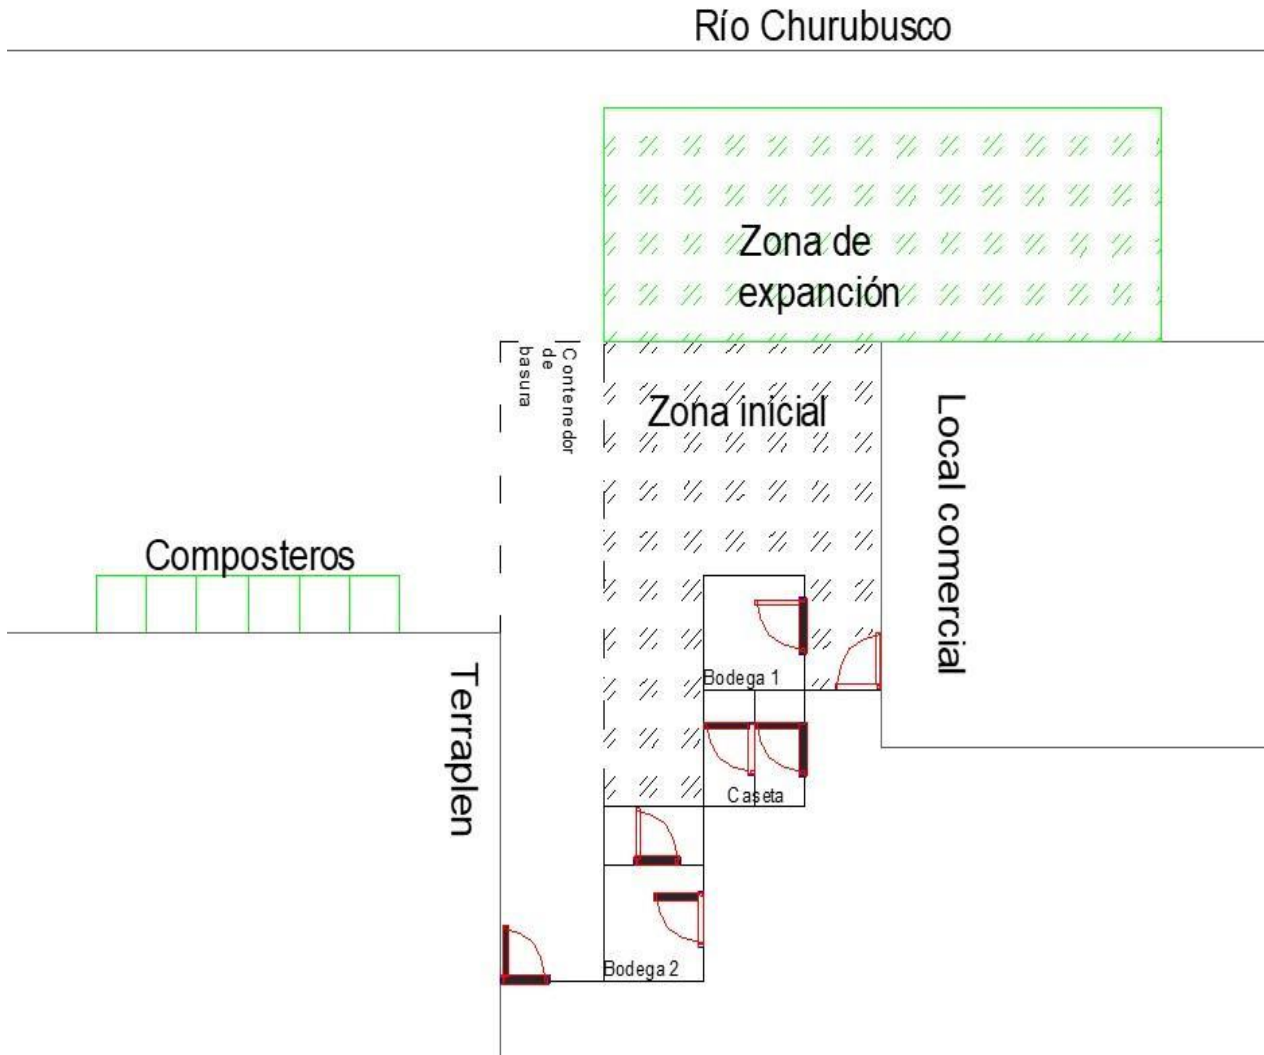 Río Churubusco
Zona de
expanción
Contenedor
de
basura
Zona inicial
Local comercial
Composteros
Bodega 1
Terraplen
Caseta
Bodega 2